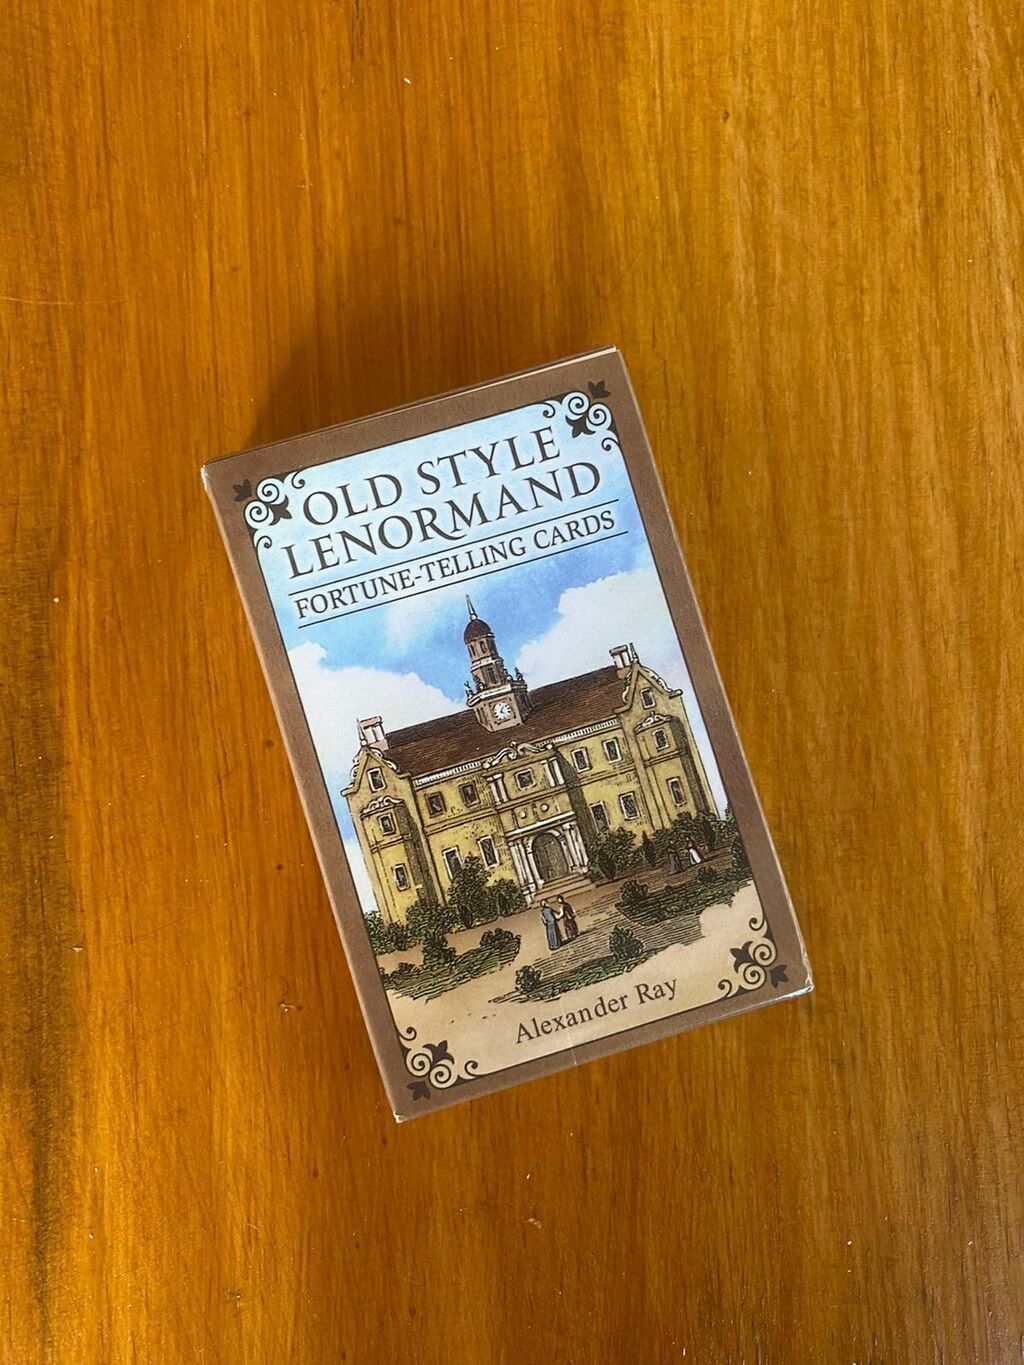 OLD STYLE
LENORMAND
FORTUNE-TELLING CARDS
Alexander Ray